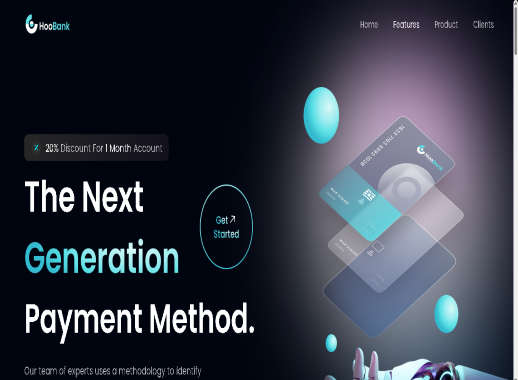 HooBank
Home Features Product Clients
20% Discount For 1 Month Account
The Next
Get
Started
Generation
Payment Method.
Our team of experts uses a methodology to identify
HooBank